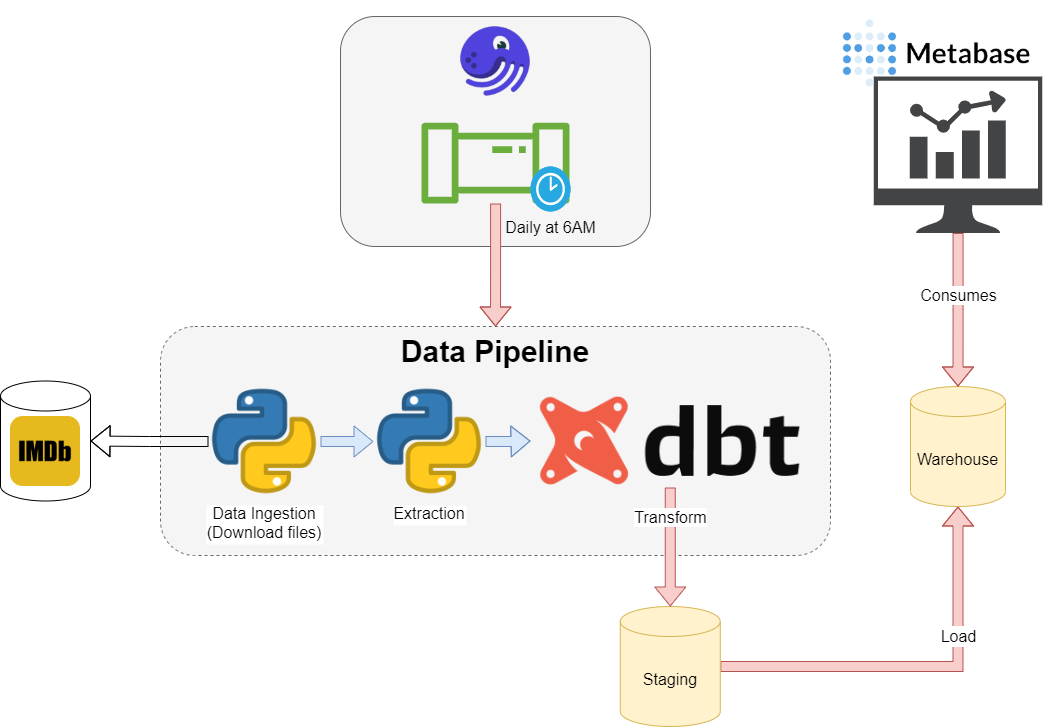 Metabase
Daily at 6AM
Consumes
Data Pipeline
IMDb
dbt
Warehouse
Data Ingestion
(Download files)
Extraction
Transform
Load
Staging